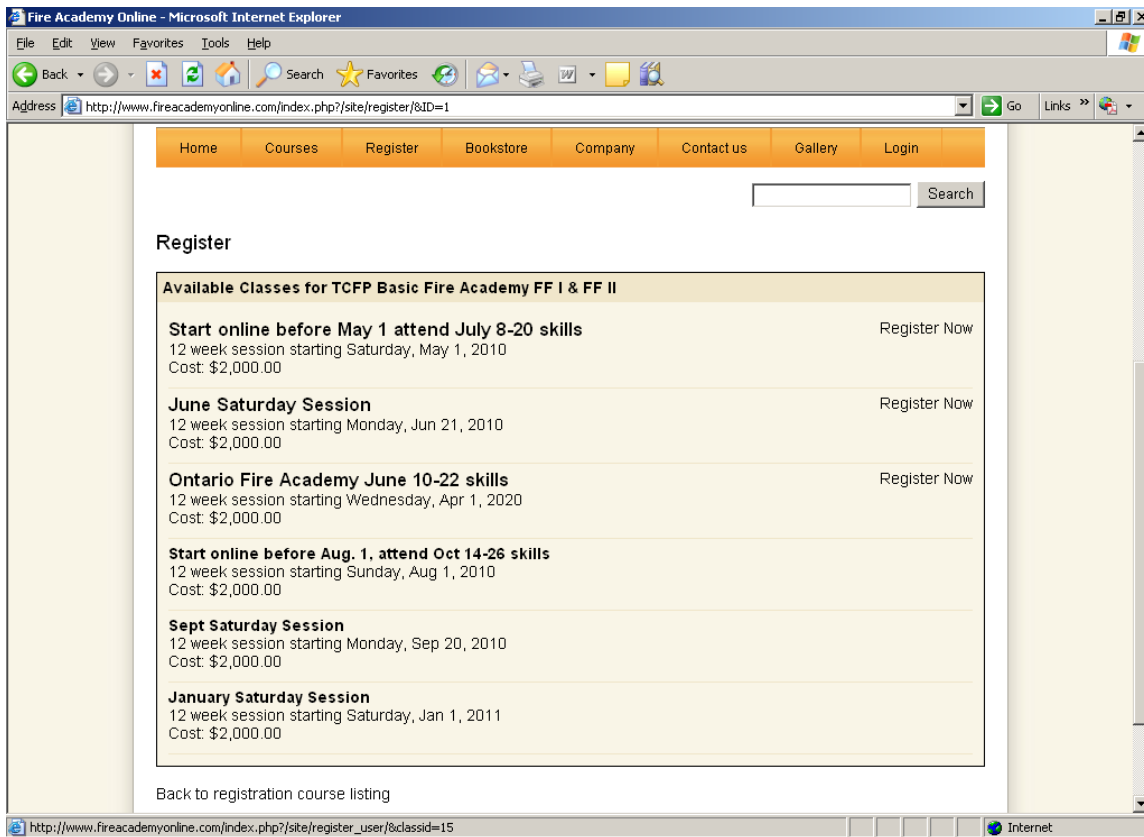 Fire Academy Online - Microsoft Internet Explorer
File Edit View Favorites Tools Help
Back Search Favorites
Address http://www.fireacademyonline.com/index.php?/site/register/&ID=1 Go Links »
Home Courses Register Bookstore Company Contact us Gallery Login
Search
Register
Available Classes for TCFP Basic Fire Academy FF I & FF II
Start online before May 1 attend July 8-20 skills Register Now
12 week session starting Saturday, May 1, 2010
Cost: $2,000.00
June Saturday Session Register Now
12 week session starting Monday, Jun 21, 2010
Cost: $2,000.00
Ontario Fire Academy June 10-22 skills Register Now
12 week session starting Wednesday, Apr 1, 2020
Cost: $2,000.00
Start online before Aug. 1, attend Oct 14-26 skills
12 week session starting Sunday, Aug 1, 2010
Cost: $2,000.00
Sept Saturday Session
12 week session starting Monday, Sep 20, 2010
Cost: $2,000.00
January Saturday Session
12 week session starting Saturday, Jan 1, 2011
Cost: $2,000.00
Back to registration course listing
http://www.fireacademyonline.com/index.php?/site/register_user/&classid=15 Internet